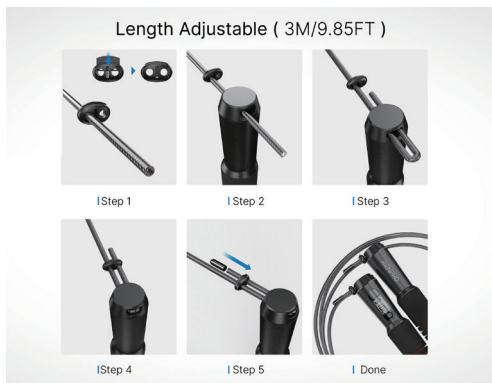 Length Adjustable ( 3M/9.85FT )
Step 1
Step 2
Step 3
Step 4
Step 5
Done